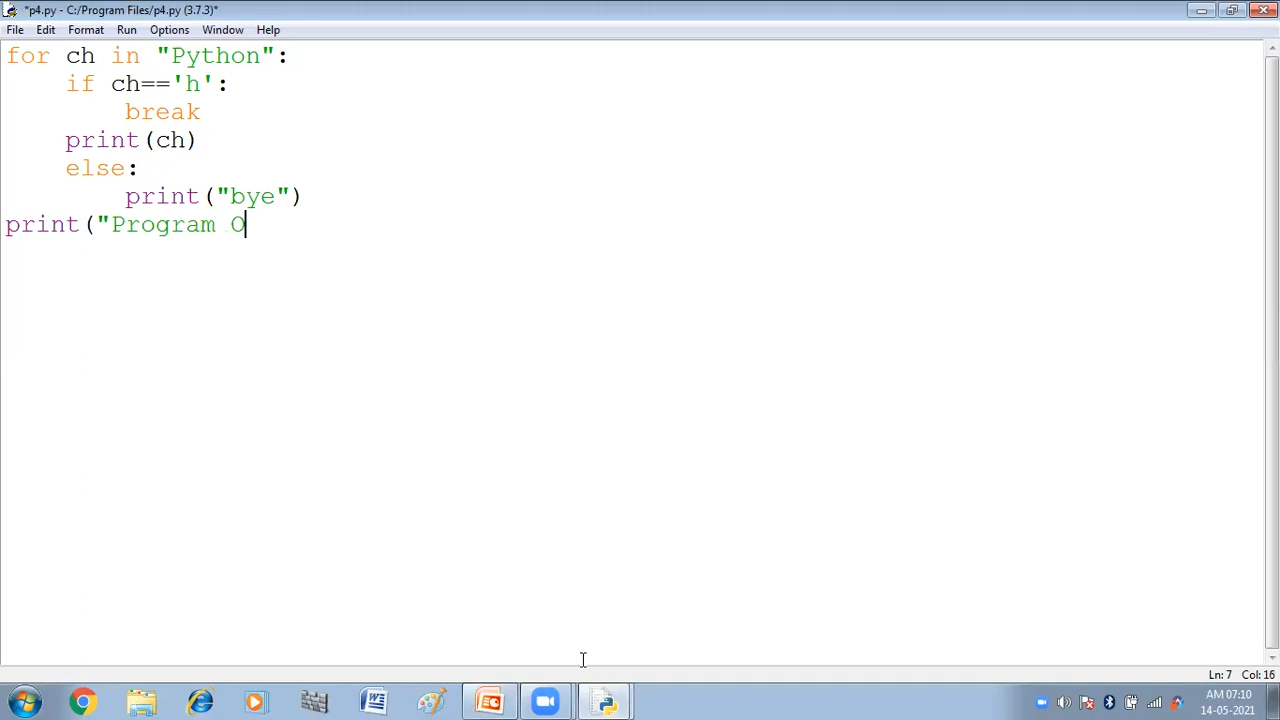 *p4.py - C:/Program Files/p4.py (3.7.3)*
File Edit Format Run Options Window Help
for ch in "Python":
    if ch=='h':
        break
    print(ch)
    else:
        print("bye")
print("Program O
Ln: 7 Col: 16
AM 07:10
14-05-2021